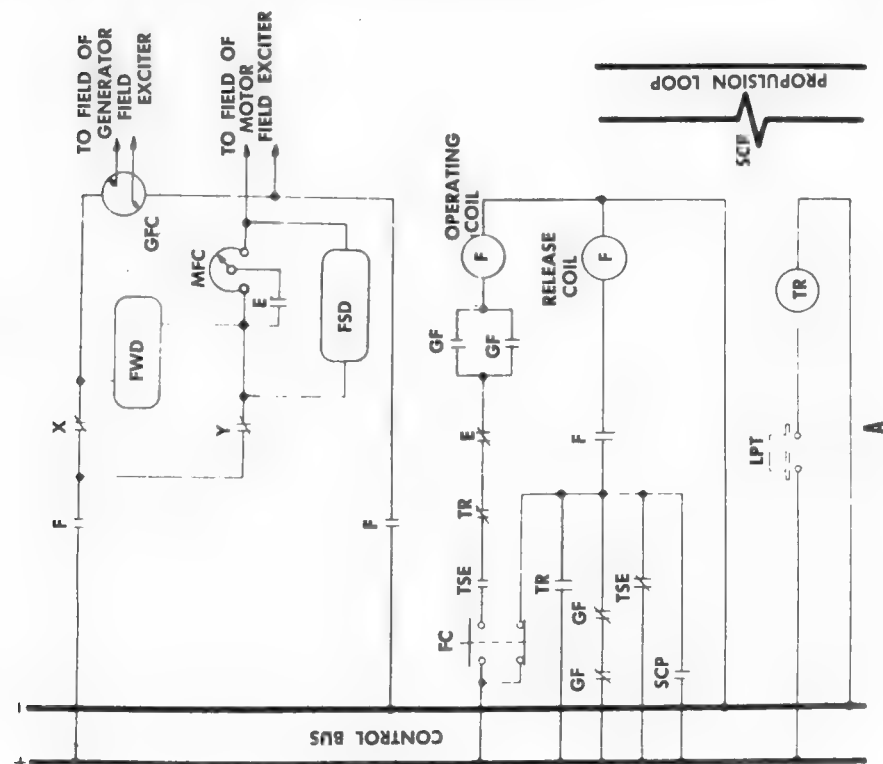 TO FIELD OF
GENERATOR
FIELD
EXCITER
GFC
TO FIELD OF
MOTOR
FIELD EXCITER
MFC
E
FWD
FSD
X
Y
F
F
OPERATING
COIL
F
RELEASE
COIL
F
GF
GF
E
F
TR
TSE
FC
TR
GF
TSE
GF
SCP
PROPULSION LOOP
SCP
TR
LPT
A
CONTROL BUS
+
-